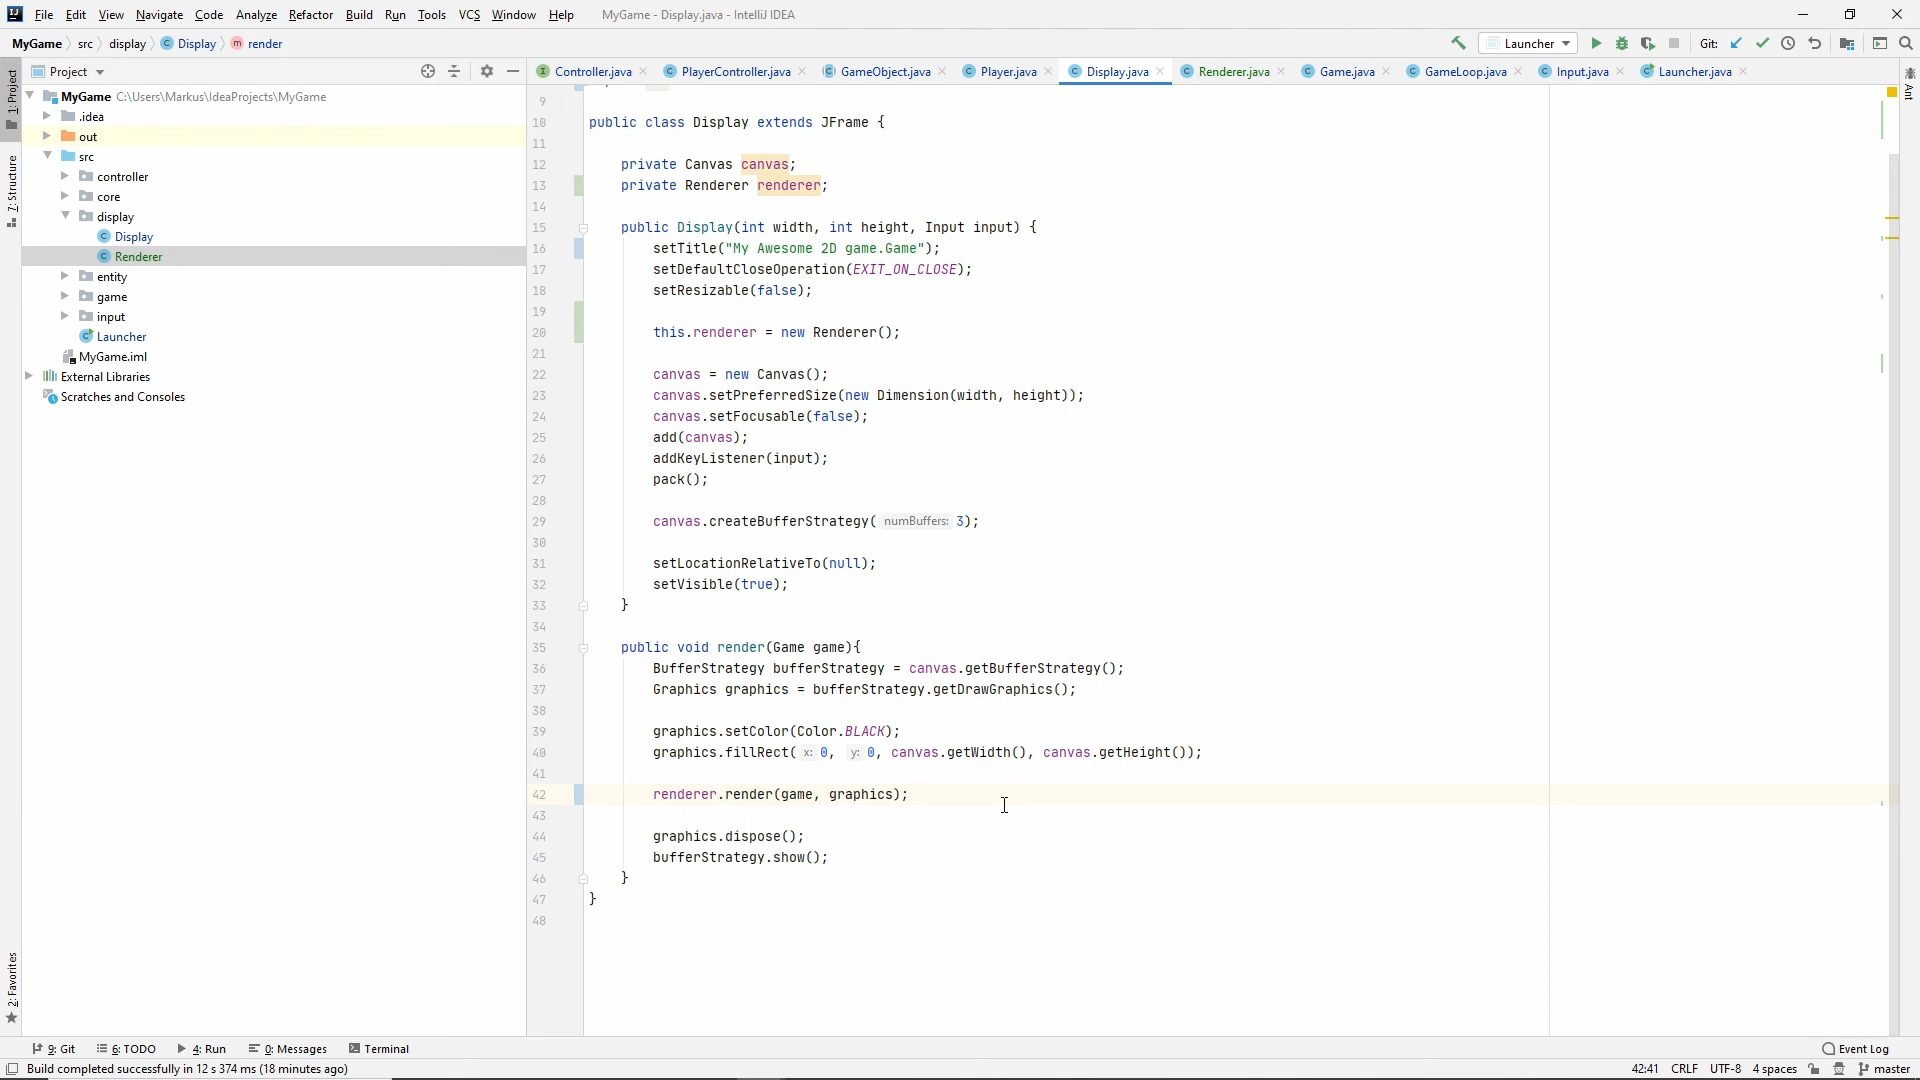 File Edit View Navigate Code Analyze Refactor Build Run Tools VCS Window Help MyGame - Display.java - IntelliJ IDEA
MyGame src display Display render Launcher Git:
Project
Controller.java PlayerController.java GameObject.java Player.java Display.java Renderer.java Game.java GameLoop.java Input.java Launcher.java
1: Project
7: Structure
2: Favorites
Ant
MyGame C:\Users\Markus\IdeaProjects\MyGame
.idea
out
src
controller
core
display
Display
Renderer
entity
game
input
Launcher
MyGame.iml
External Libraries
Scratches and Consoles
9
10 public class Display extends JFrame {
11
12 private Canvas canvas;
13 private Renderer renderer;
14
15 public Display(int width, int height, Input input) {
16 setTitle("My Awesome 2D game.Game");
17 setDefaultCloseOperation(EXIT_ON_CLOSE);
18 setResizable(false);
19
20 this.renderer = new Renderer();
21
22 canvas = new Canvas();
23 canvas.setPreferredSize(new Dimension(width, height));
24 canvas.setFocusable(false);
25 add(canvas);
26 addKeyListener(input);
27 pack();
28
29 canvas.createBufferStrategy( numBuffers: 3);
30
31 setLocationRelativeTo(null);
32 setVisible(true);
33 }
34
35 public void render(Game game){
36 BufferStrategy bufferStrategy = canvas.getBufferStrategy();
37 Graphics graphics = bufferStrategy.getDrawGraphics();
38
39 graphics.setColor(Color.BLACK);
40 graphics.fillRect( x: 0, y: 0, canvas.getWidth(), canvas.getHeight());
41
42 renderer.render(game, graphics);
43
44 graphics.dispose();
45 bufferStrategy.show();
46 }
47 }
48
9: Git 6: TODO 4: Run 0: Messages Terminal Event Log
Build completed successfully in 12 s 374 ms (18 minutes ago) 42:41 CRLF UTF-8 4 spaces master